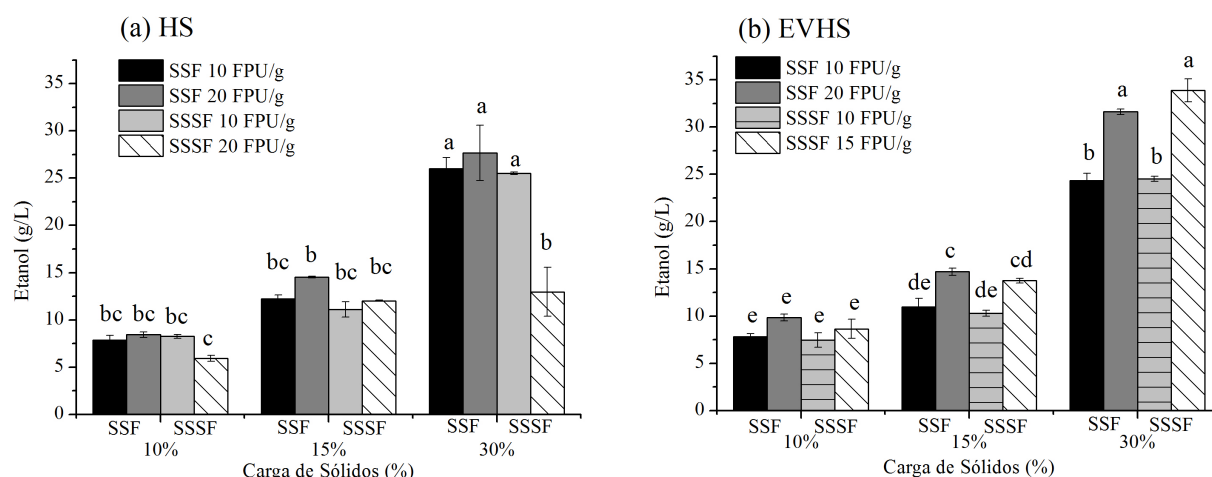 (a) HS
SSF 10 FPU/g
SSF 20 FPU/g
SSSF 10 FPU/g
SSSF 20 FPU/g
Etanol (g/L)
35
30
25
20
15
10
5
0
bc bc bc c
bc b bc bc
a a a b
SSF SSSF SSF SSSF SSF SSSF
10% 15% 30%
Carga de Sólidos (%)
(b) EVHS
SSF 10 FPU/g
SSF 20 FPU/g
SSSF 10 FPU/g
SSSF 15 FPU/g
Etanol (g/L)
35
30
25
20
15
10
5
0
e e e e
de c de cd
b a b a
SSF SSSF SSF SSSF SSF SSSF
10% 15% 30%
Carga de Sólidos (%)